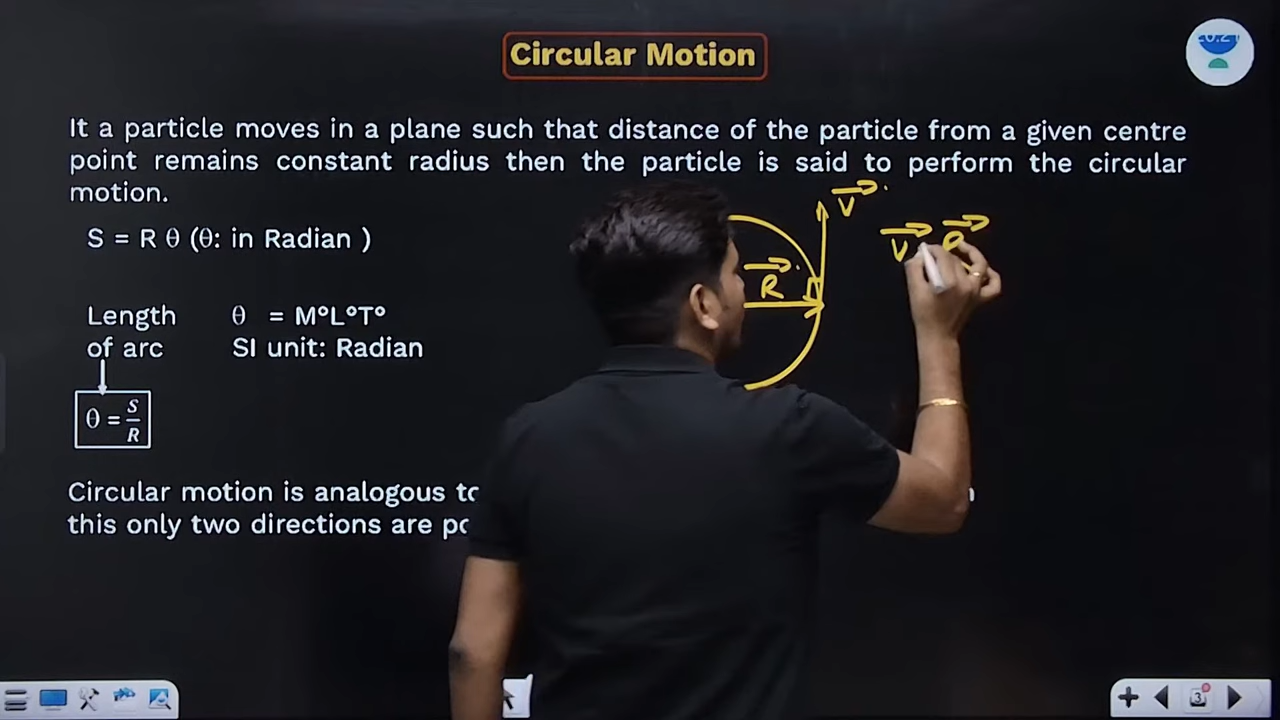 Circular Motion
It a particle moves in a plane such that distance of the particle from a given centre
point remains constant radius then the particle is said to perform the circular
motion.
S = R θ (θ: in Radian )
Length
of arc
θ = M⁰L⁰T⁰
SI unit: Radian
θ = S/R
Circular motion is analogous to
this only two directions are
V
R
V
3